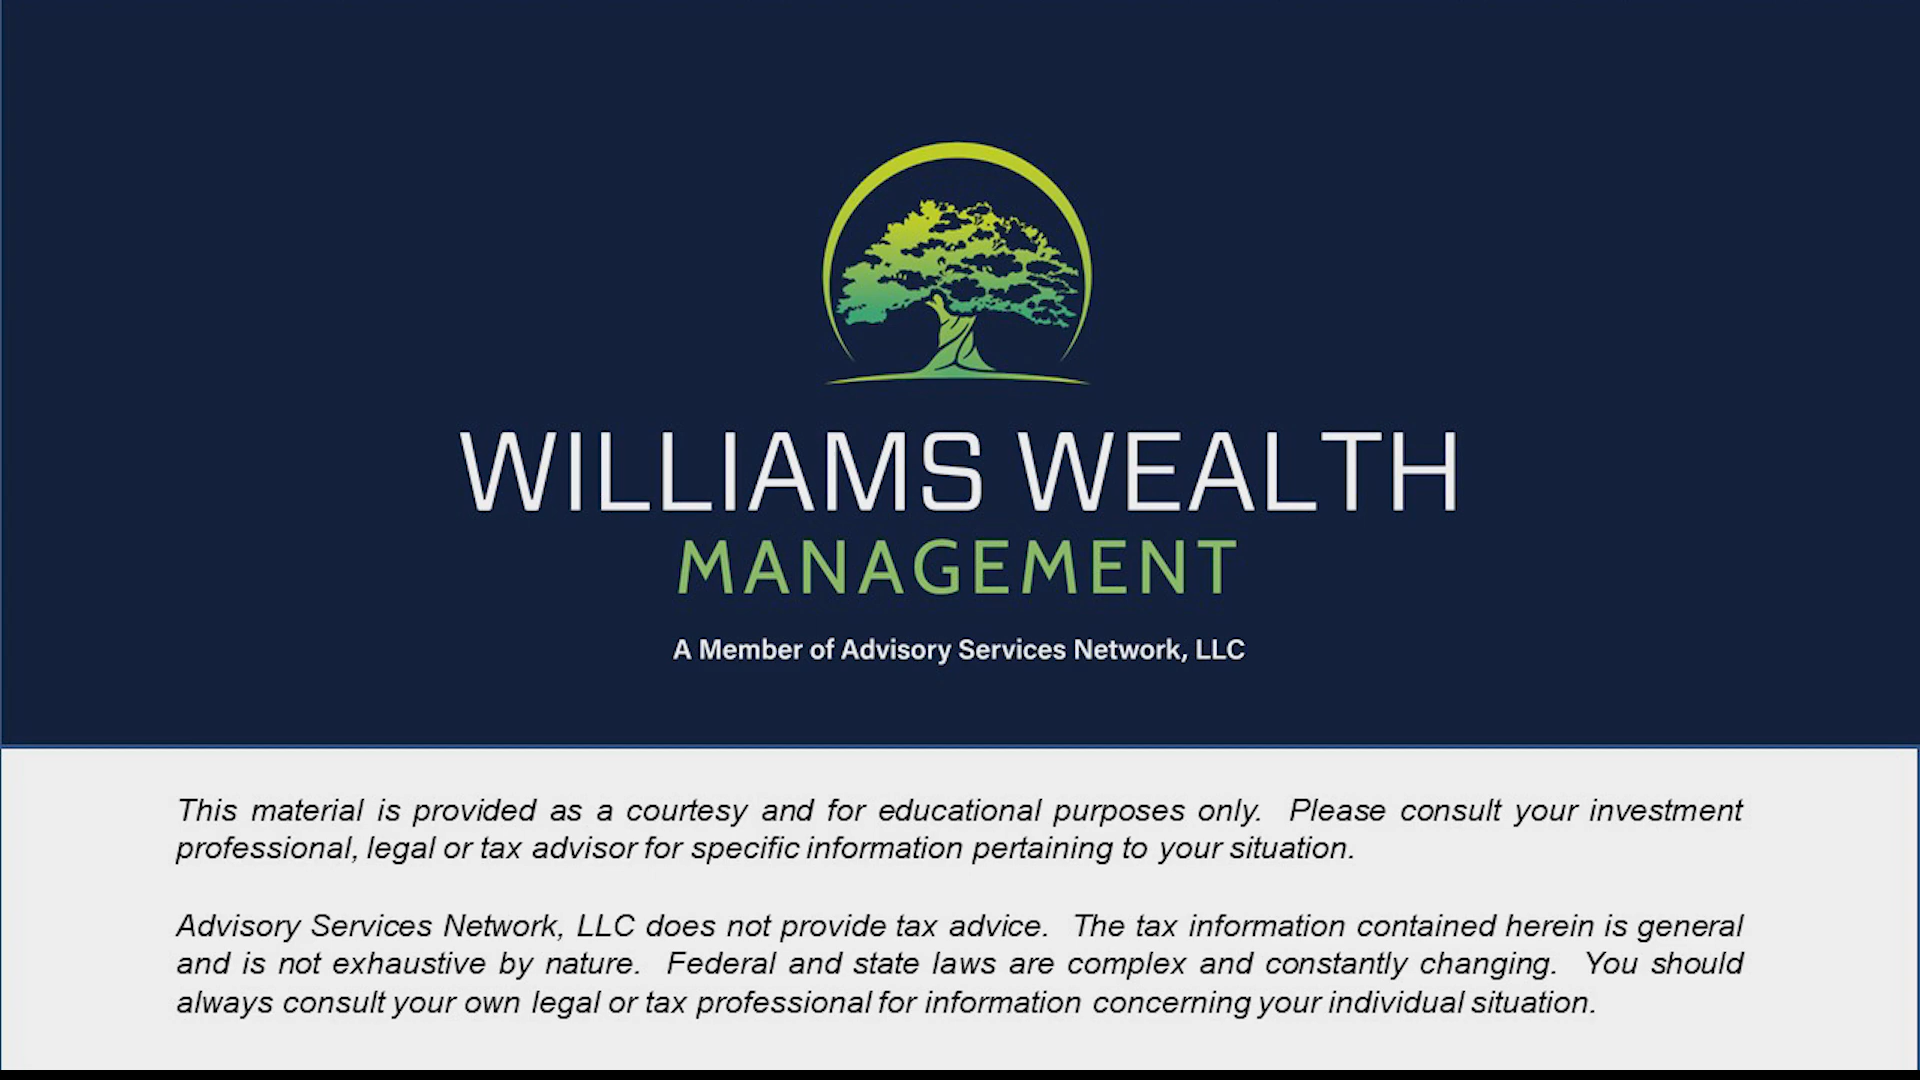 WILLIAMS WEALTH
MANAGEMENT
A Member of Advisory Services Network, LLC
This material is provided as a courtesy and for educational purposes only. Please consult your investment
professional, legal or tax advisor for specific information pertaining to your situation.
Advisory Services Network, LLC does not provide tax advice. The tax information contained herein is general
and is not exhaustive by nature. Federal and state laws are complex and constantly changing. You should
always consult your own legal or tax professional for information concerning your individual situation.